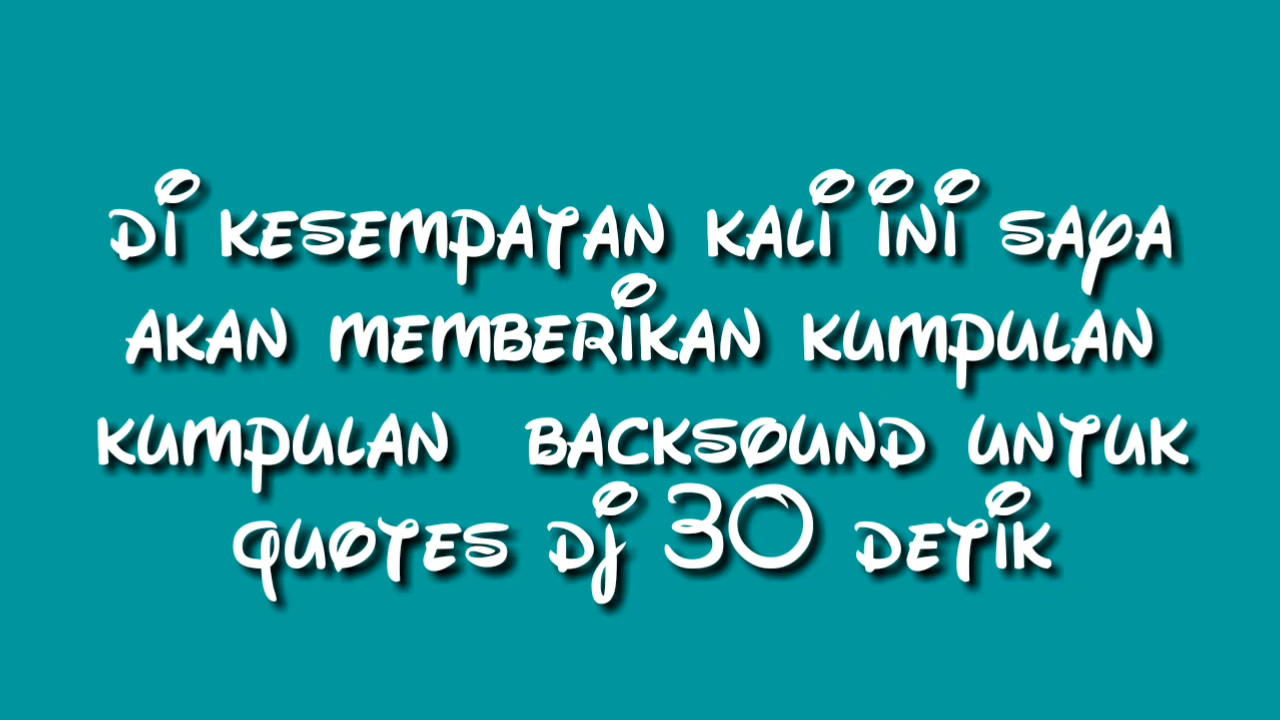 Di kesempatan kali ini saya
akan memberikan kumpulan
kumpulan backsound untuk
quotes dj 30 detik